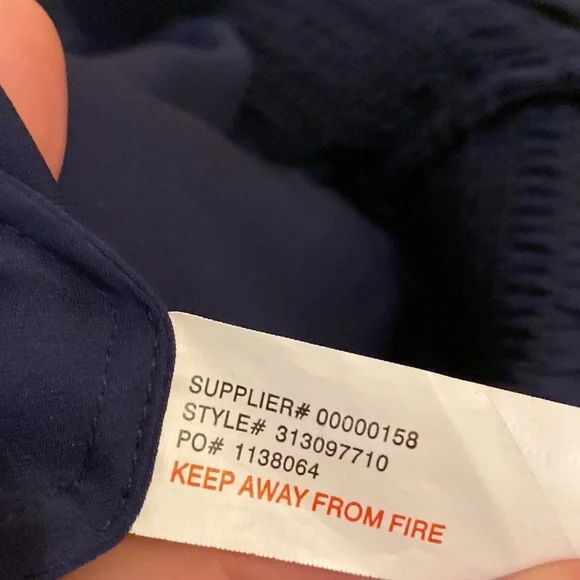 SUPPLIER# 00000158
STYLE# 313097710
PO# 1138064
KEEP AWAY FROM FIRE